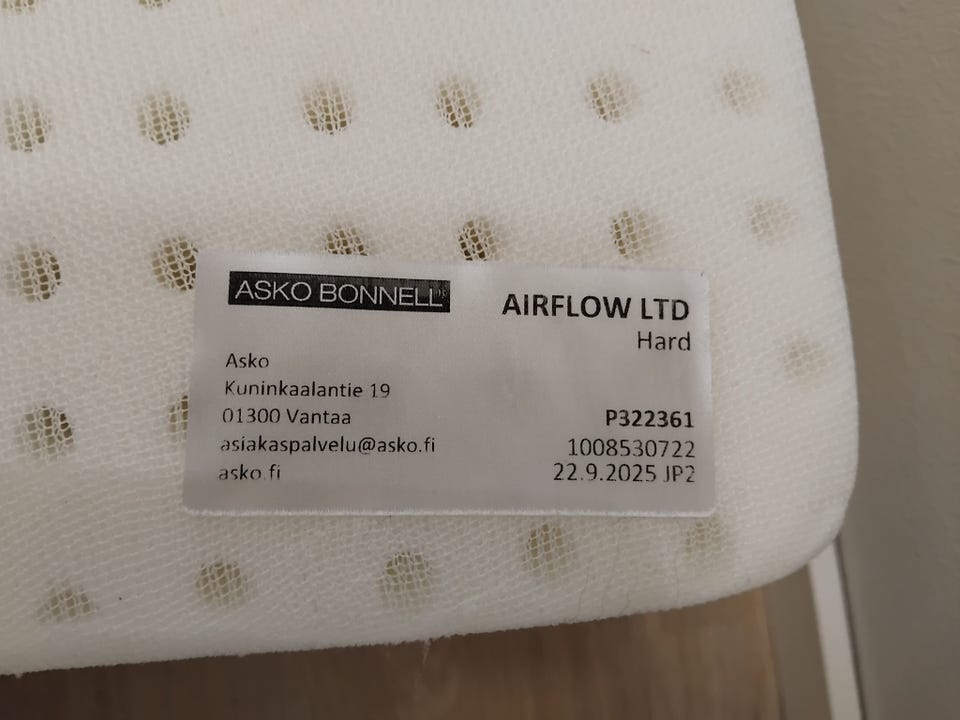 ASKO BONNELL
AIRFLOW LTD
Hard
Asko
Kuninkaalantie 19
01300 Vantaa
asiakaspalvelu@asko.fi
asko.fi
P322361
1008530722
22.9.2025 JP2